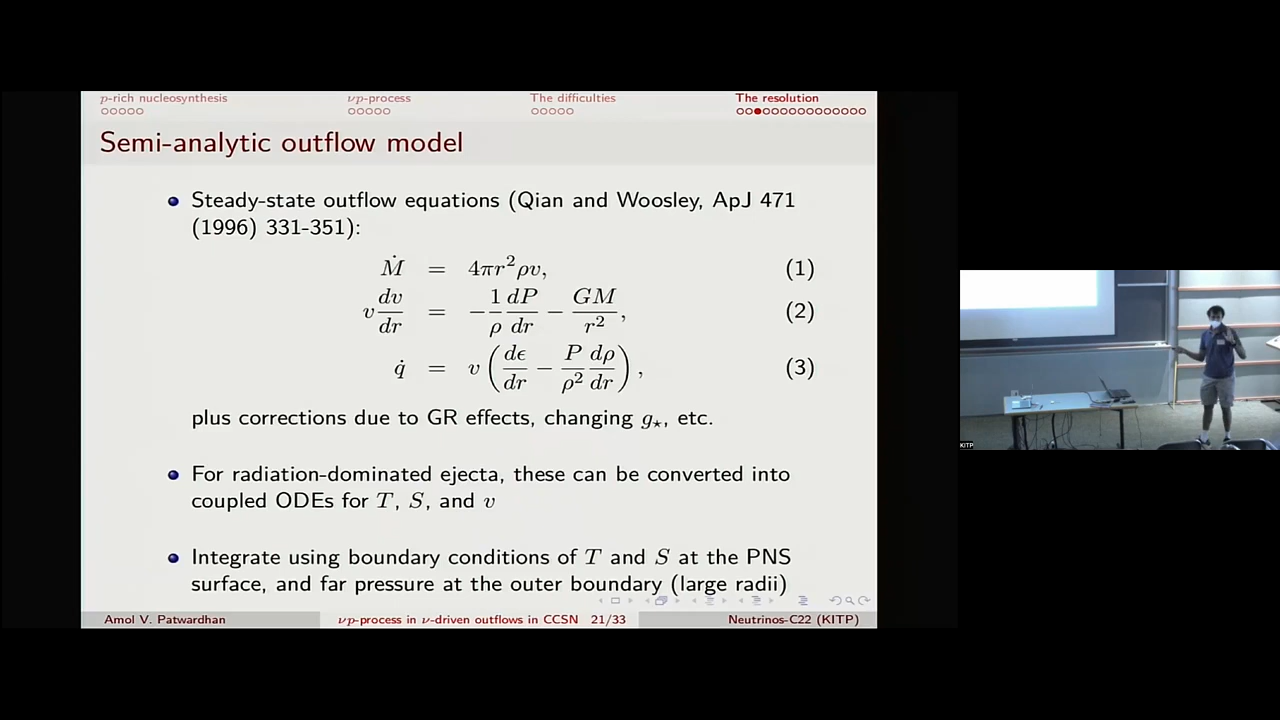 p-rich nucleosynthesis νp-process The difficulties The resolution
Semi-analytic outflow model
Steady-state outflow equations (Qian and Woosley, ApJ 471
(1996) 331-351):
Ṁ = 4πr²ρv, (1)
v dv/dr = −1/ρ dP/dr − GM/r², (2)
q̇ = v (dϵ/dr − P/ρ² dρ/dr), (3)
plus corrections due to GR effects, changing g⋆, etc.
For radiation-dominated ejecta, these can be converted into
coupled ODEs for T, S, and v
Integrate using boundary conditions of T and S at the PNS
surface, and far pressure at the outer boundary (large radii)
Amol V. Patwardhan νp-process in ν-driven outflows in CCSN 21/33 Neutrinos-C22 (KITP)
KITP